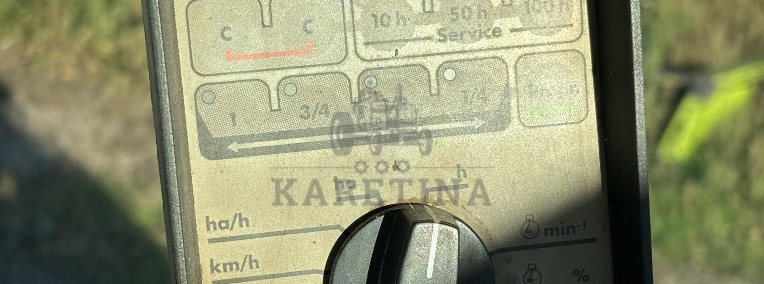 C C
10 h 50 h 100 h
Service
1 3/4 1/4
KARETINA
ha h
ha/h min-1
km/h %